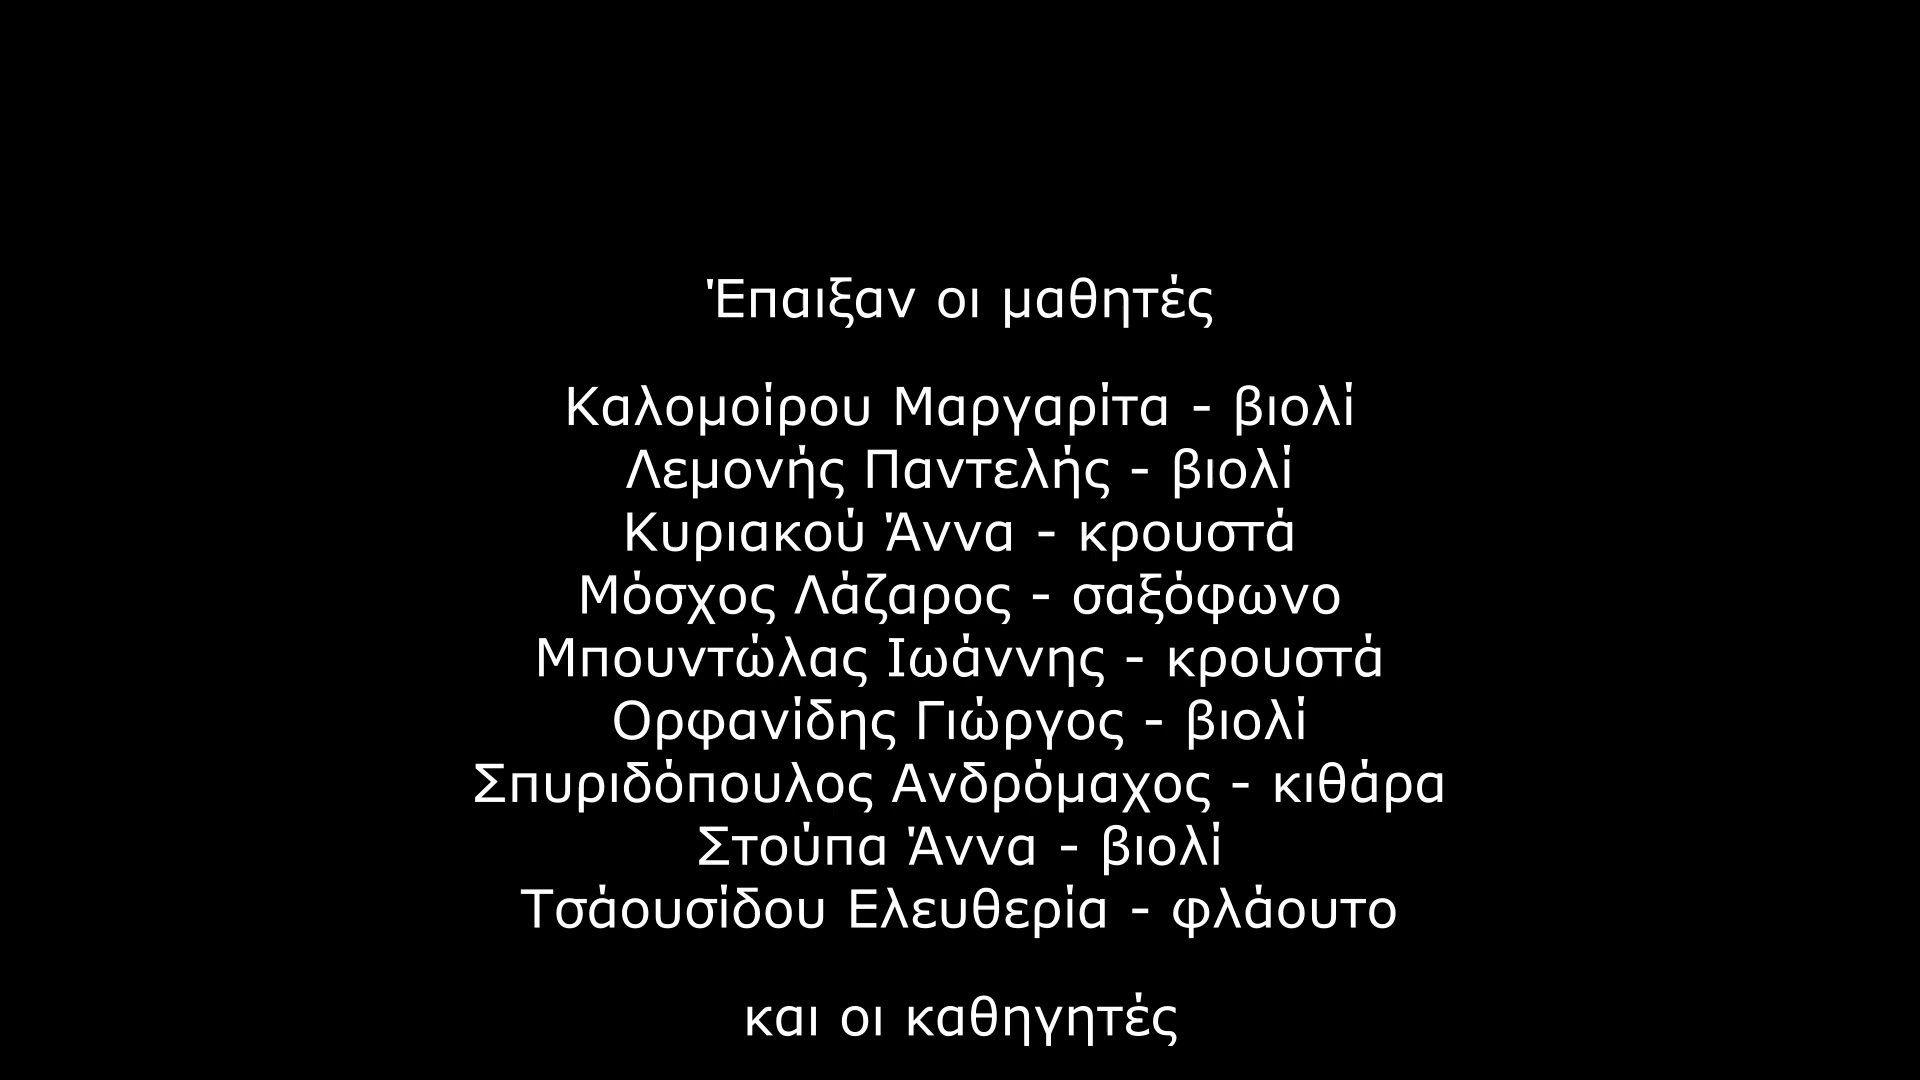 Έπαιξαν οι μαθητές
Καλομοίρου Μαργαρίτα - βιολί
Λεμονής Παντελής - βιολί
Κυριακού Άννα - κρουστά
Μόσχος Λάζαρος - σαξόφωνο
Μπουντώλας Ιωάννης - κρουστά
Ορφανίδης Γιώργος - βιολί
Σπυριδόπουλος Ανδρόμαχος - κιθάρα
Στούπα Άννα - βιολί
Τσάουσίδου Ελευθερία - φλάουτο
και οι καθηγητές